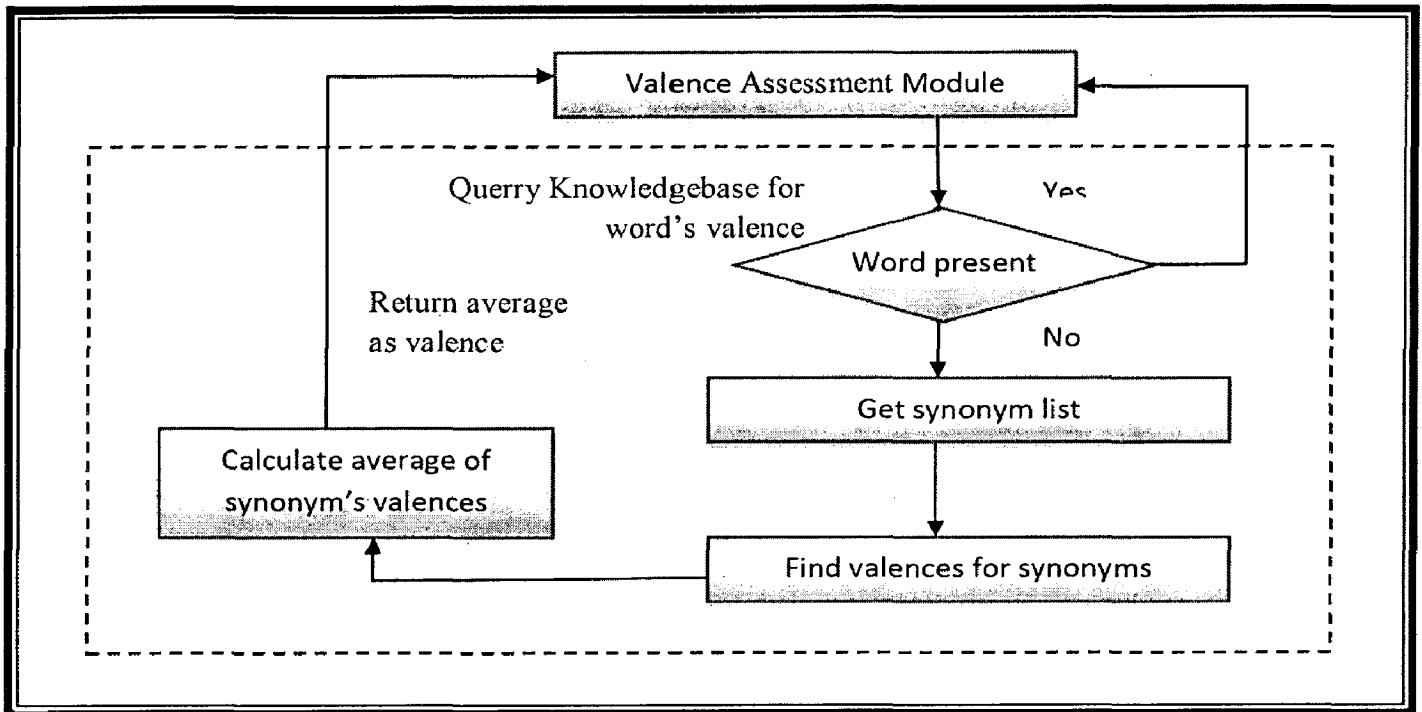 Valence Assessment Module
Querry Knowledgebase for
word's valence
Yes
Word present
Return average
as valence
No
Get synonym list
Calculate average of
synonym's valences
Find valences for synonyms